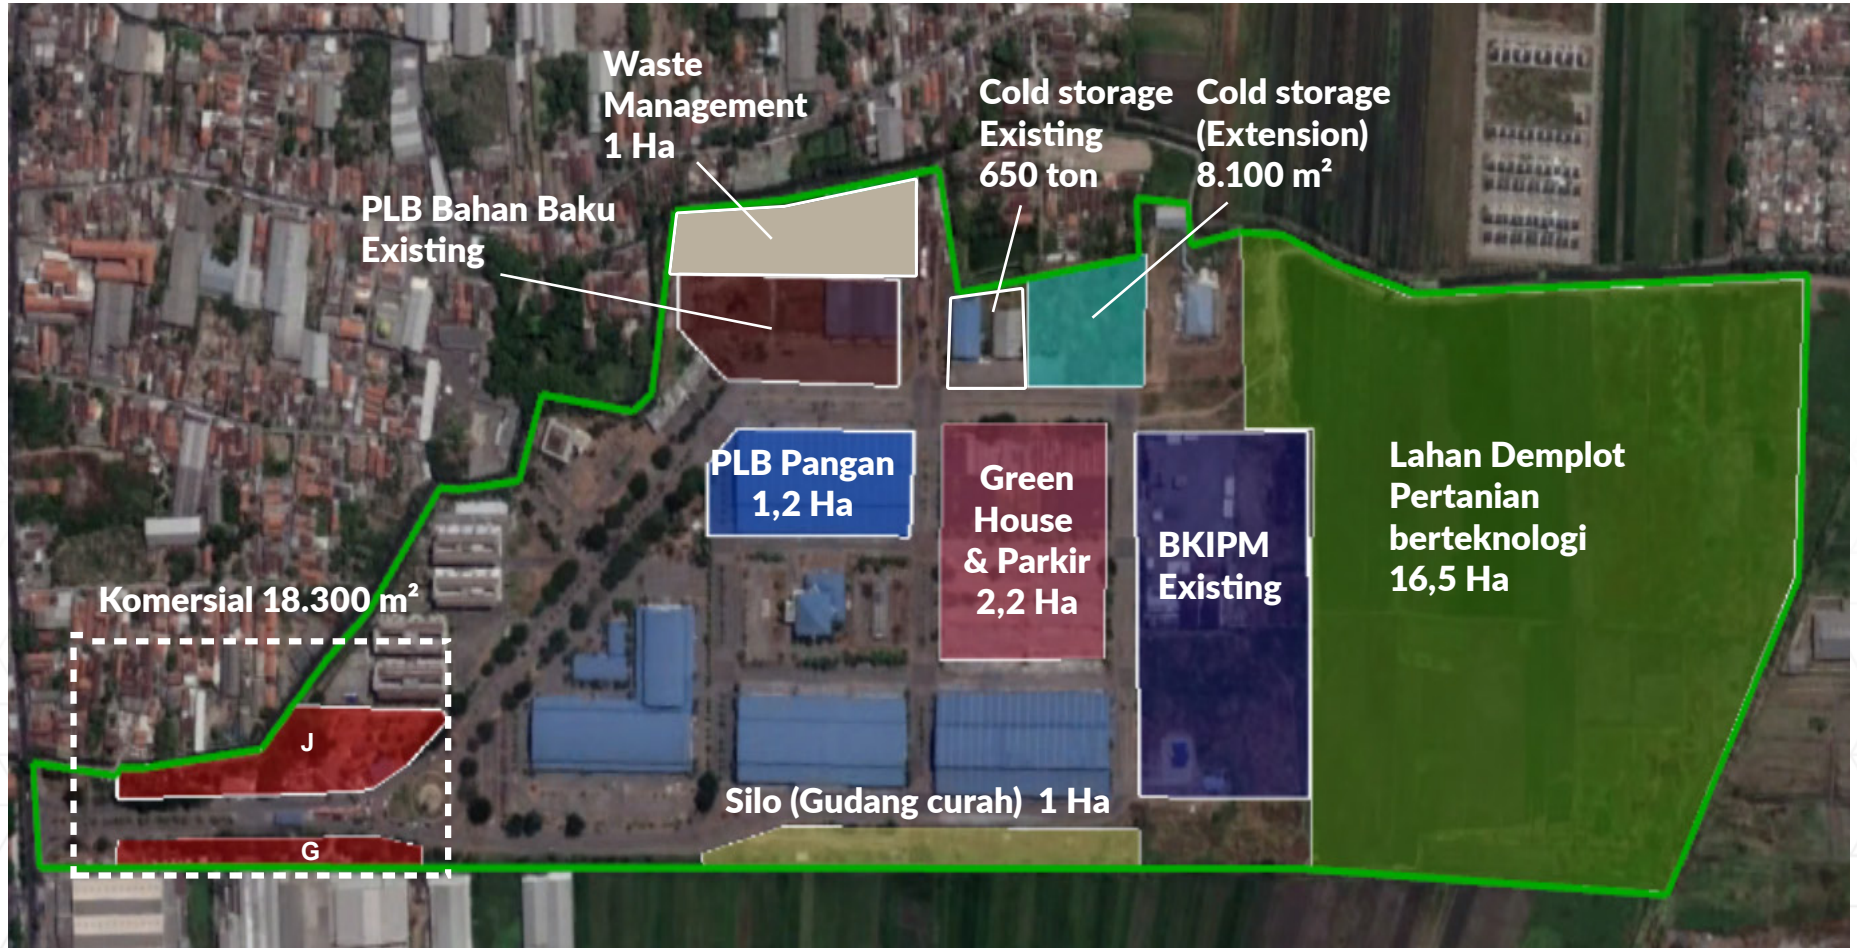 Waste
Management
1 Ha
Cold storage
Existing
650 ton
Cold storage
(Extension)
8.100 m²
PLB Bahan Baku
Existing
PLB Pangan
1,2 Ha
Green
House
& Parkir
2,2 Ha
BKIPM
Existing
Lahan Demplot
Pertanian
berteknologi
16,5 Ha
Komersial 18.300 m²
J
Silo (Gudang curah)  1 Ha
G